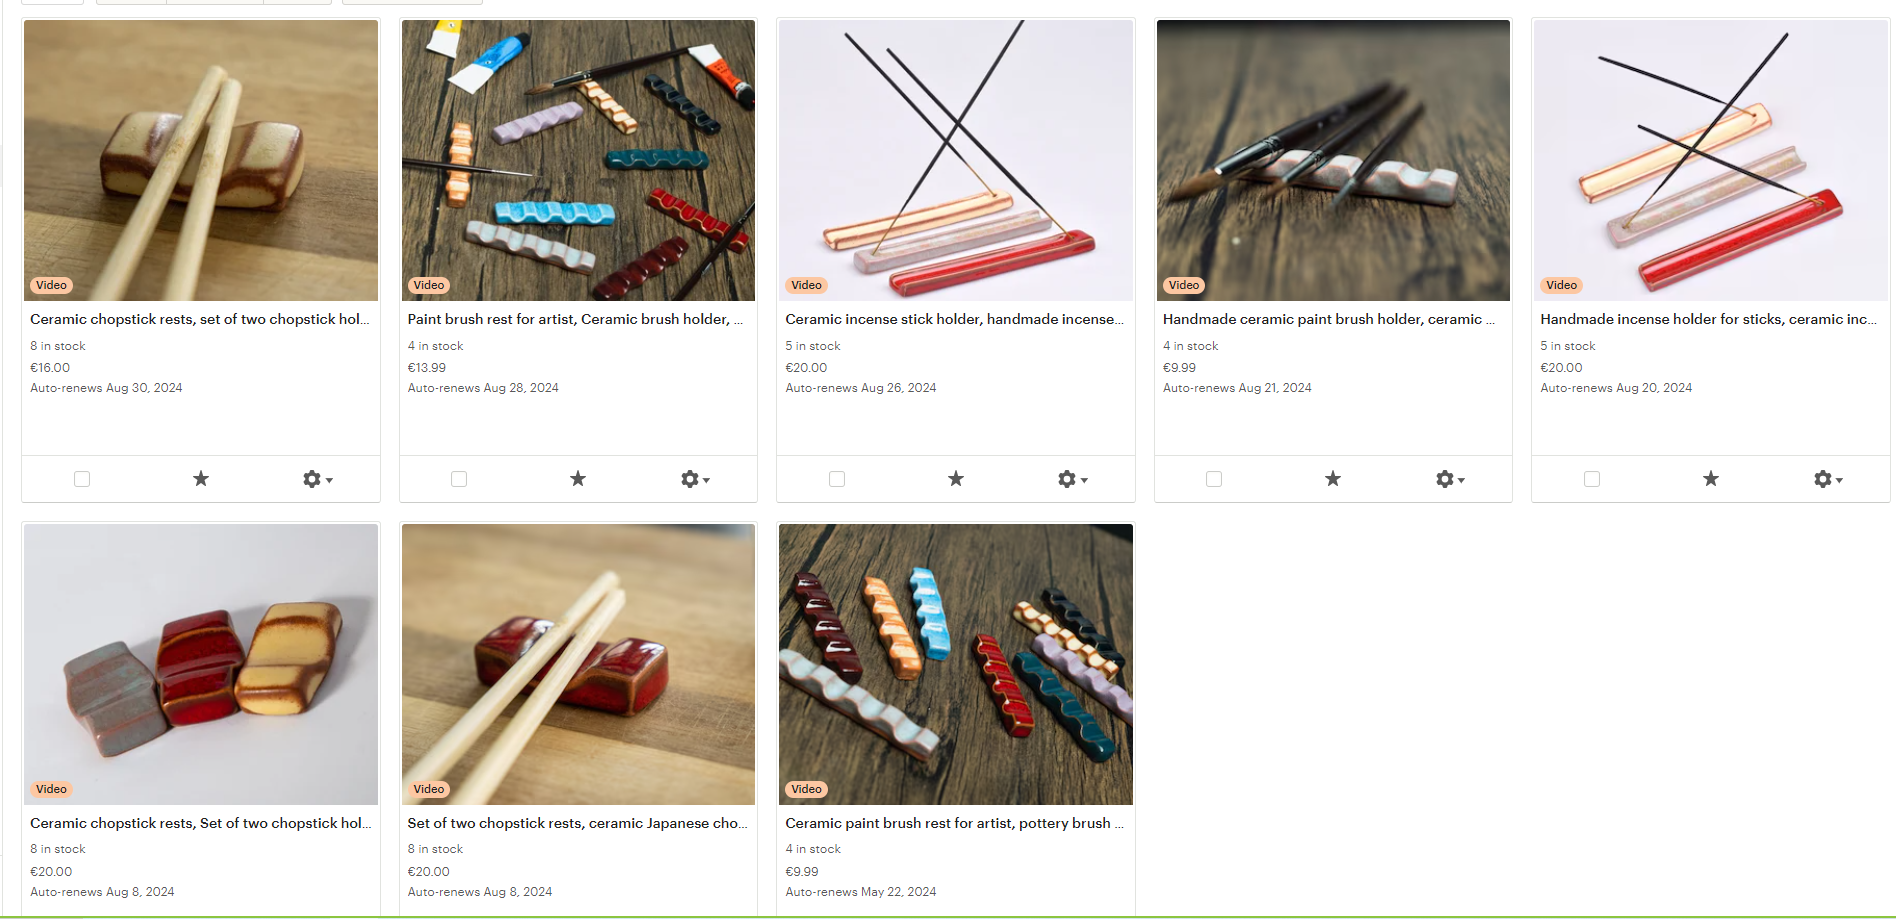 Video
Ceramic chopstick rests, set of two chopstick hol...
8 in stock
€16.00
Auto-renews Aug 30, 2024
Video
Paint brush rest for artist, Ceramic brush holder, ...
4 in stock
€13.99
Auto-renews Aug 28, 2024
Video
Ceramic incense stick holder, handmade incense...
5 in stock
€20.00
Auto-renews Aug 26, 2024
Video
Handmade ceramic paint brush holder, ceramic ...
4 in stock
€9.99
Auto-renews Aug 21, 2024
Video
Handmade incense holder for sticks, ceramic inc...
5 in stock
€20.00
Auto-renews Aug 20, 2024
Video
Ceramic chopstick rests, Set of two chopstick hol...
8 in stock
€20.00
Auto-renews Aug 8, 2024
Video
Set of two chopstick rests, ceramic Japanese cho...
8 in stock
€20.00
Auto-renews Aug 8, 2024
Video
Ceramic paint brush rest for artist, pottery brush ...
4 in stock
€9.99
Auto-renews May 22, 2024